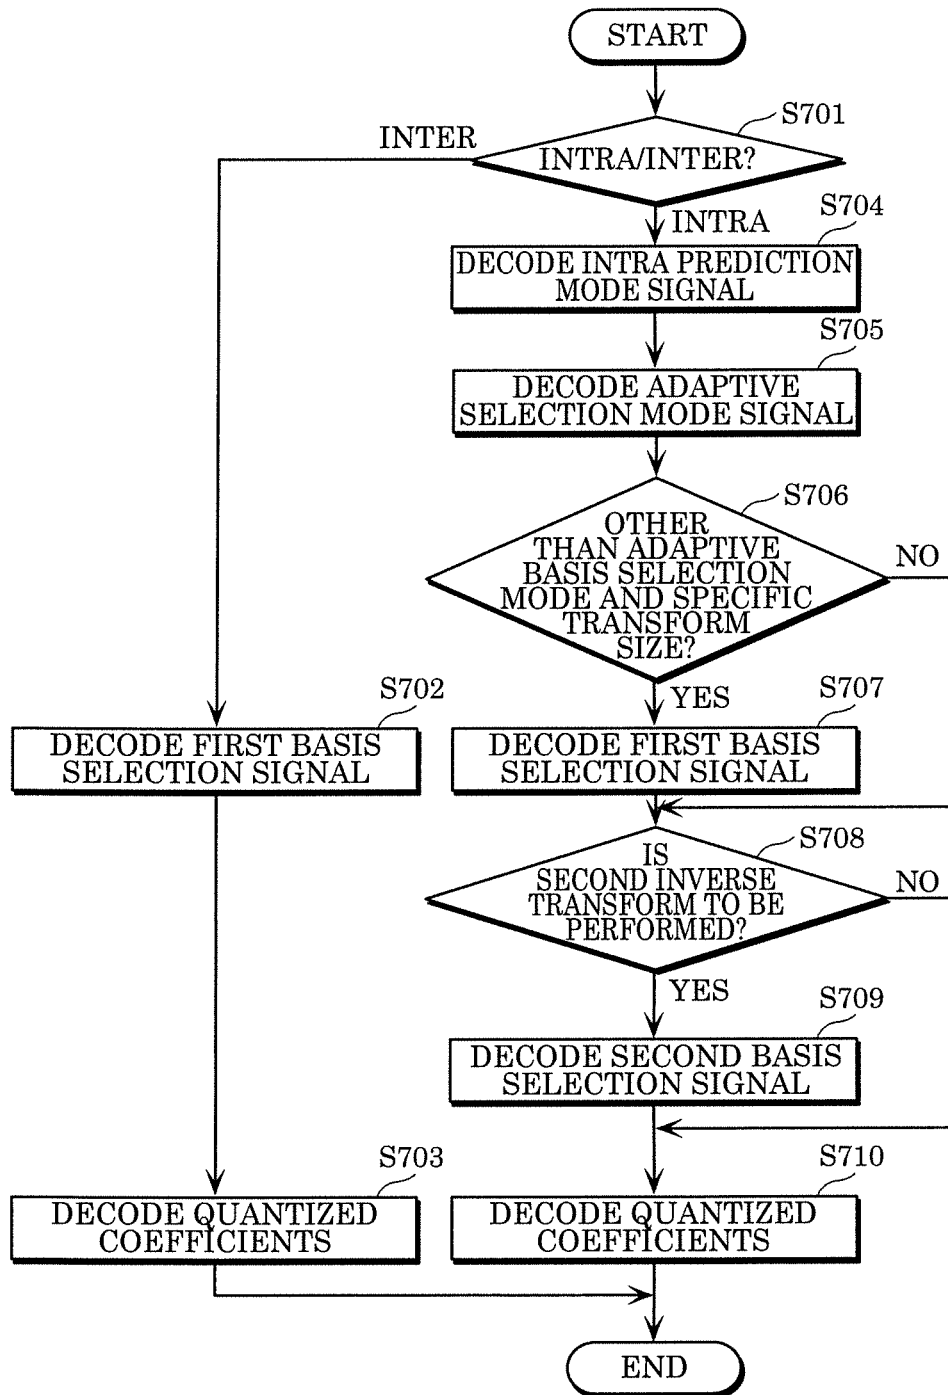 START
S701
INTRA/INTER?
INTER
INTRA
S704
DECODE INTRA PREDICTION
MODE SIGNAL
S705
DECODE ADAPTIVE
SELECTION MODE SIGNAL
S706
OTHER
THAN ADAPTIVE
BASIS SELECTION
MODE AND SPECIFIC
TRANSFORM
SIZE?
NO
YES
S702
DECODE FIRST BASIS
SELECTION SIGNAL
S707
DECODE FIRST BASIS
SELECTION SIGNAL
S708
IS
SECOND INVERSE
TRANSFORM TO BE
PERFORMED?
NO
YES
S709
DECODE SECOND BASIS
SELECTION SIGNAL
S703
DECODE QUANTIZED
COEFFICIENTS
S710
DECODE QUANTIZED
COEFFICIENTS
END